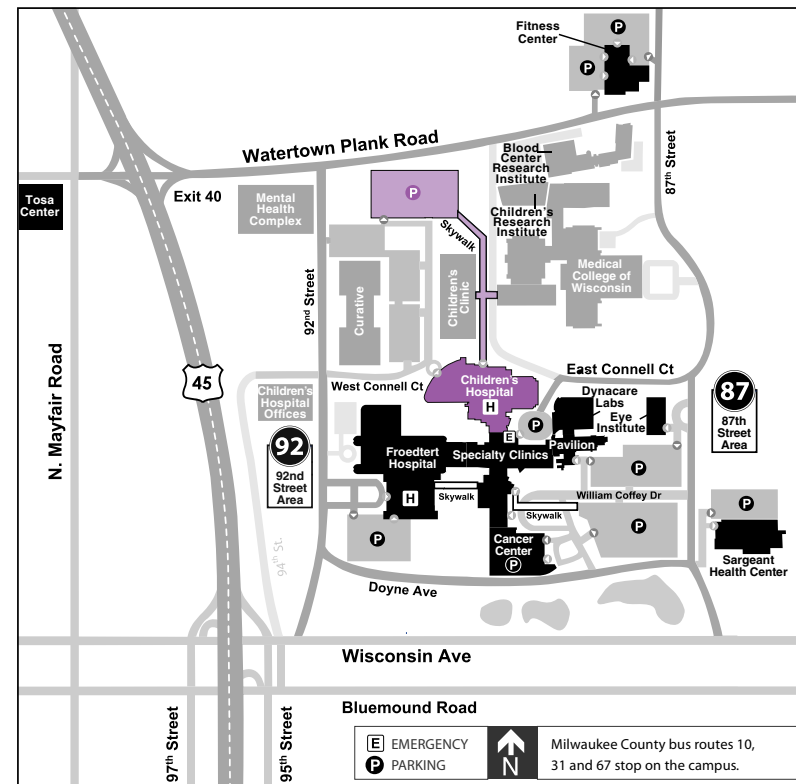 Fitness
Center
P
P
Watertown Plank Road
Blood
Center
Research
Institute
Children's
Research
Institute
87th Street
Tosa
Center
Exit 40
Mental
Health
Complex
P
Skywalk
Children's
Clinic
Curative
92nd Street
Medical
College of
Wisconsin
N. Mayfair Road
45
West Connell Ct
East Connell Ct
Children's
Hospital
H
Children's
Hospital
Offices
Dynacare
Labs
Eye
Institute
87
87th
Street
Area
92
92nd
Street
Area
P
E
Pavilion
Froedtert
Hospital
Specialty Clinics
P
H
Skywalk
William Coffey Dr
Skywalk
P
P
P
Cancer
Center
P
Sargeant
Health Center
94th St.
Doyne Ave
Wisconsin Ave
Bluemound Road
97th Street
95th Street
E EMERGENCY
P PARKING
N
Milwaukee County bus routes 10,
31 and 67 stop on the campus.